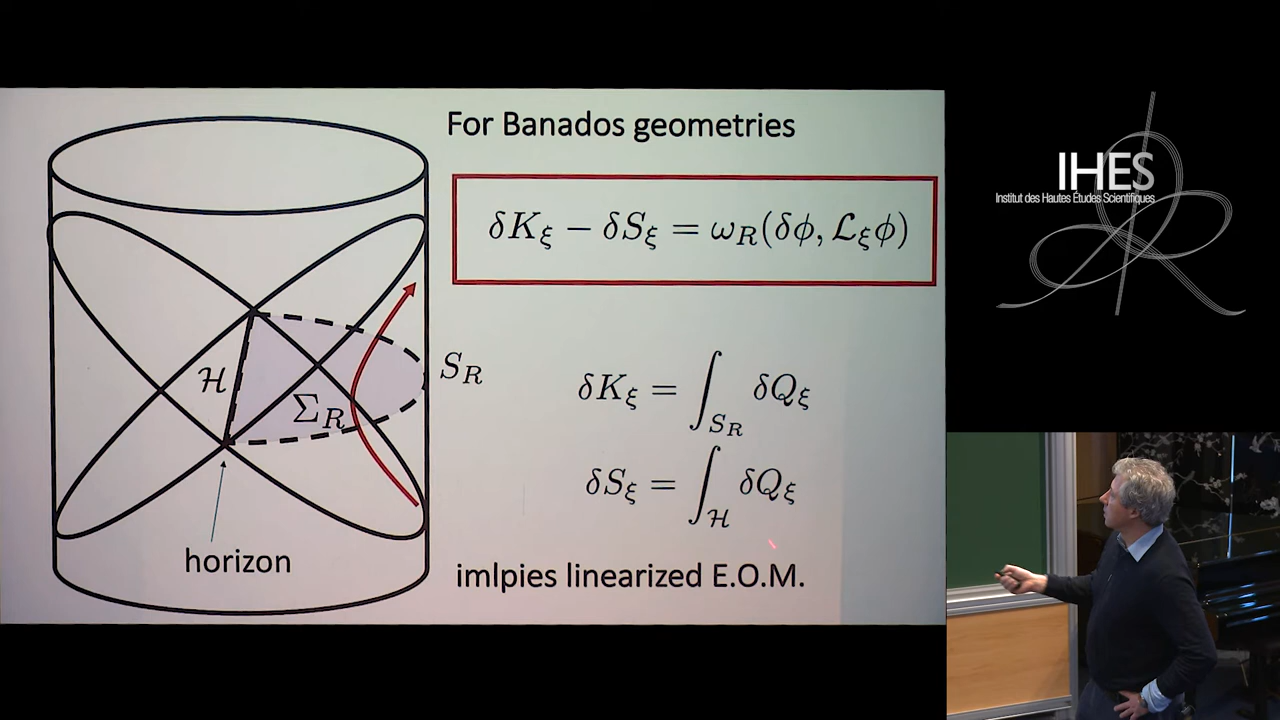 For Banados geometries
δK_ξ − δS_ξ = ω_R(δϕ, ℒ_ξϕ)
S_R
ℋ
Σ_R
δK_ξ = ∫_{S_R} δQ_ξ
δS_ξ = ∫_ℋ δQ_ξ
horizon
imlpies linearized E.O.M.
IHES
Institut des Hautes Études Scientifiques